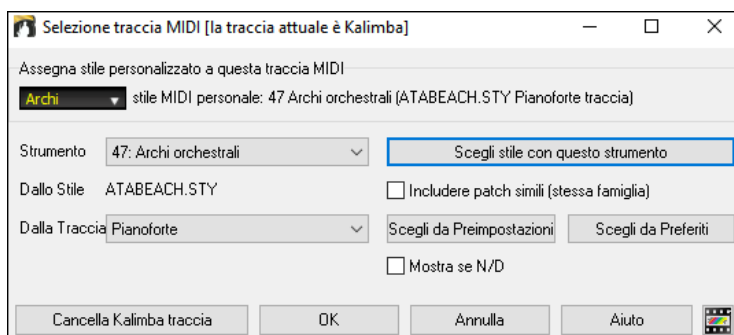 Selezione traccia MIDI [la traccia attuale è Kalimba]
Assegna stile personalizzato a questa traccia MIDI
Archi stile MIDI personale: 47 Archi orchestrali (ATABEACH.STY Pianoforte traccia)
Strumento 47: Archi orchestrali Scegli stile con questo strumento
Dallo Stile ATABEACH.STY Includere patch simili (stessa famiglia)
Dalla Traccia Pianoforte Scegli da Preimpostazioni Scegli da Preferiti
Mostra se N/D
Cancella Kalimba traccia OK Annulla Aiuto